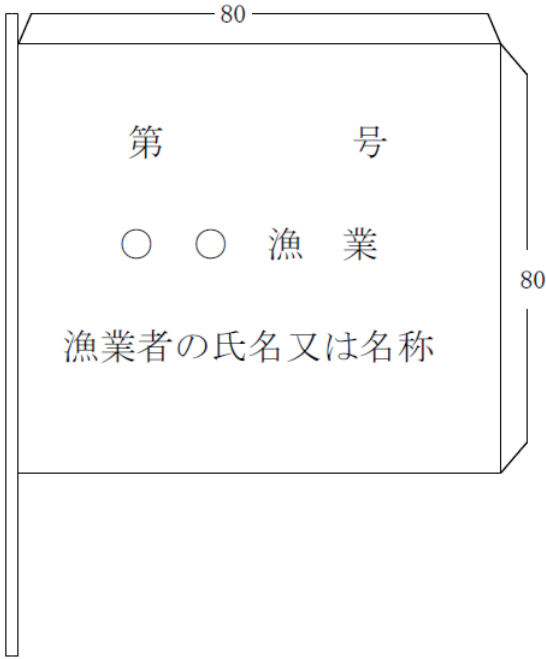 80
第　　　　　号
○　○　漁　業
80
漁業者の氏名又は名称